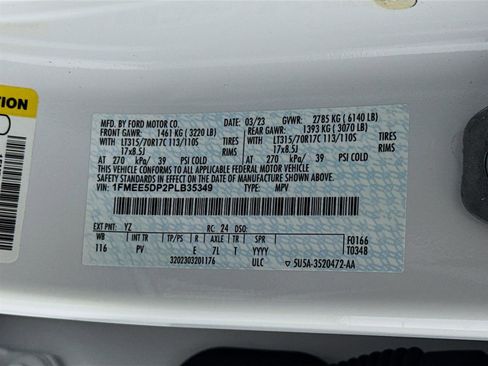 TION
MFD. BY FORD MOTOR CO. 03/23 GVWR: 2785 KG ( 6140 LB)
FRONT GAWR: 1461 KG ( 3220 LB) REAR GAWR: 1393 KG ( 3070 LB)
WITH LT315/70R17C 113/110S TIRES WITH LT315/70R17C 113/110S TIRES
17x8.5J RIMS 17x8.5J RIMS
AT 270 kPa/ 39 PSI COLD AT 270 kPa/ 39 PSI COLD
THIS VEHICLE CONFORMS TO ALL APPLICABLE FEDERAL MOTOR VEHICLE
SAFETY AND THEFT PREVENTION STANDARDS IN EFFECT ON THE DATE OF
MANUFACTURE SHOWN ABOVE.
VIN: 1FMEE5DP2PLB35349 TYPE: MPV
EXT PNT: YZ RC: 24 DSO:
WB INT TR TP/PS R AXLE TR SPR F0166
116 PV E 7L T YYYY T0348
3202303201176 ULC 5U5A-3520472-AA